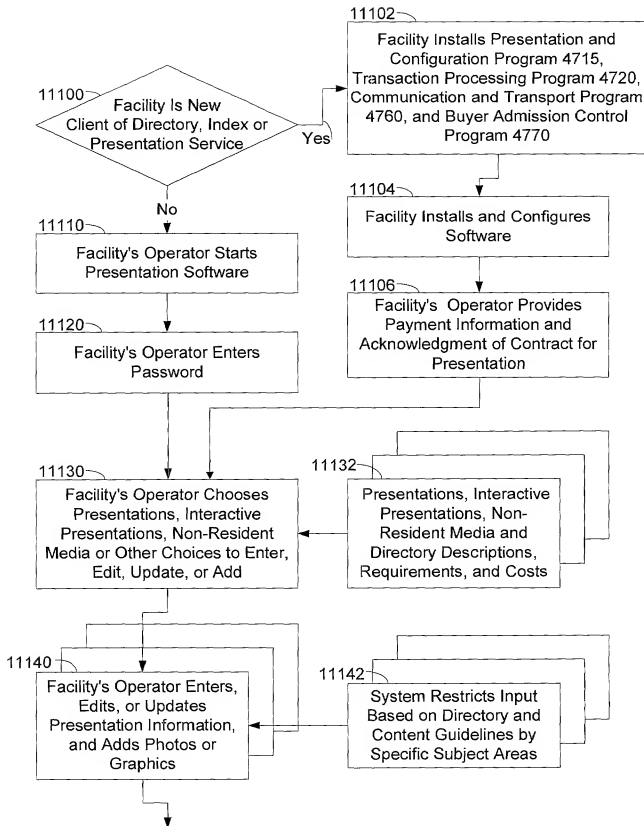 11102
Facility Installs Presentation and
Configuration Program 4715,
Transaction Processing Program 4720,
Communication and Transport Program
4760, and Buyer Admission Control
Program 4770
11100
Facility Is New
Client of Directory, Index or
Presentation Service
Yes
No
11104
Facility Installs and Configures
Software
11110
Facility's Operator Starts
Presentation Software
11106
Facility's Operator Provides
Payment Information and
Acknowledgment of Contract for
Presentation
11120
Facility's Operator Enters
Password
11130
Facility's Operator Chooses
Presentations, Interactive
Presentations, Non-Resident
Media or Other Choices to Enter,
Edit, Update, or Add
11132
Presentations, Interactive
Presentations, Non-
Resident Media and
Directory Descriptions,
Requirements, and Costs
11140
Facility's Operator Enters,
Edits, or Updates
Presentation Information,
and Adds Photos or
Graphics
11142
System Restricts Input
Based on Directory and
Content Guidelines by
Specific Subject Areas